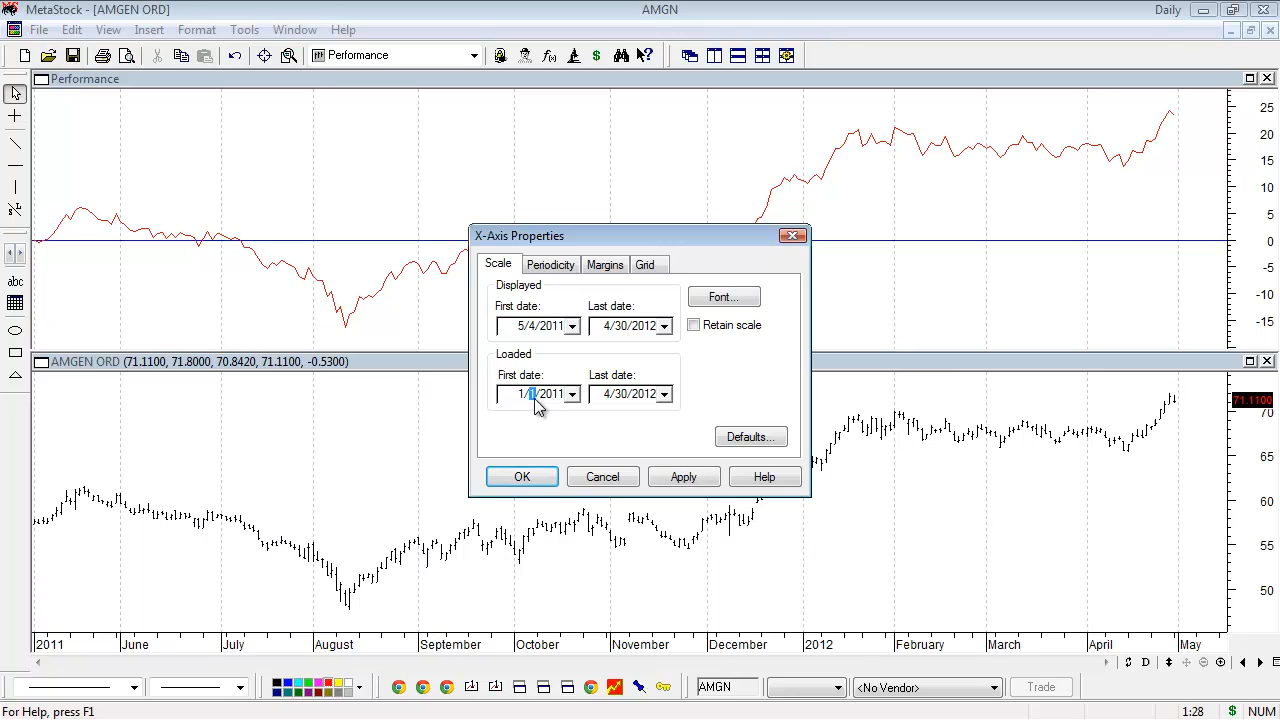 MetaStock - [AMGEN ORD]
AMGN
Daily
File Edit View Insert Format Tools Window Help
Performance
Performance
25
20
15
10
5
0
-5
-10
-15
X-Axis Properties
Scale Periodicity Margins Grid
Displayed
First date: Last date:
5/4/2011 4/30/2012
Font...
Retain scale
Loaded
First date: Last date:
1/1/2011 4/30/2012
Defaults...
OK Cancel Apply Help
AMGEN ORD (71.1100, 71.8000, 70.8420, 71.1100, -0.5300)
71.1100
70
65
60
55
50
2011 June July August September October November December 2012 February March April May
D
abc
AMGN
<No Vendor>
Trade
For Help, press F1
1:28 $ NUM